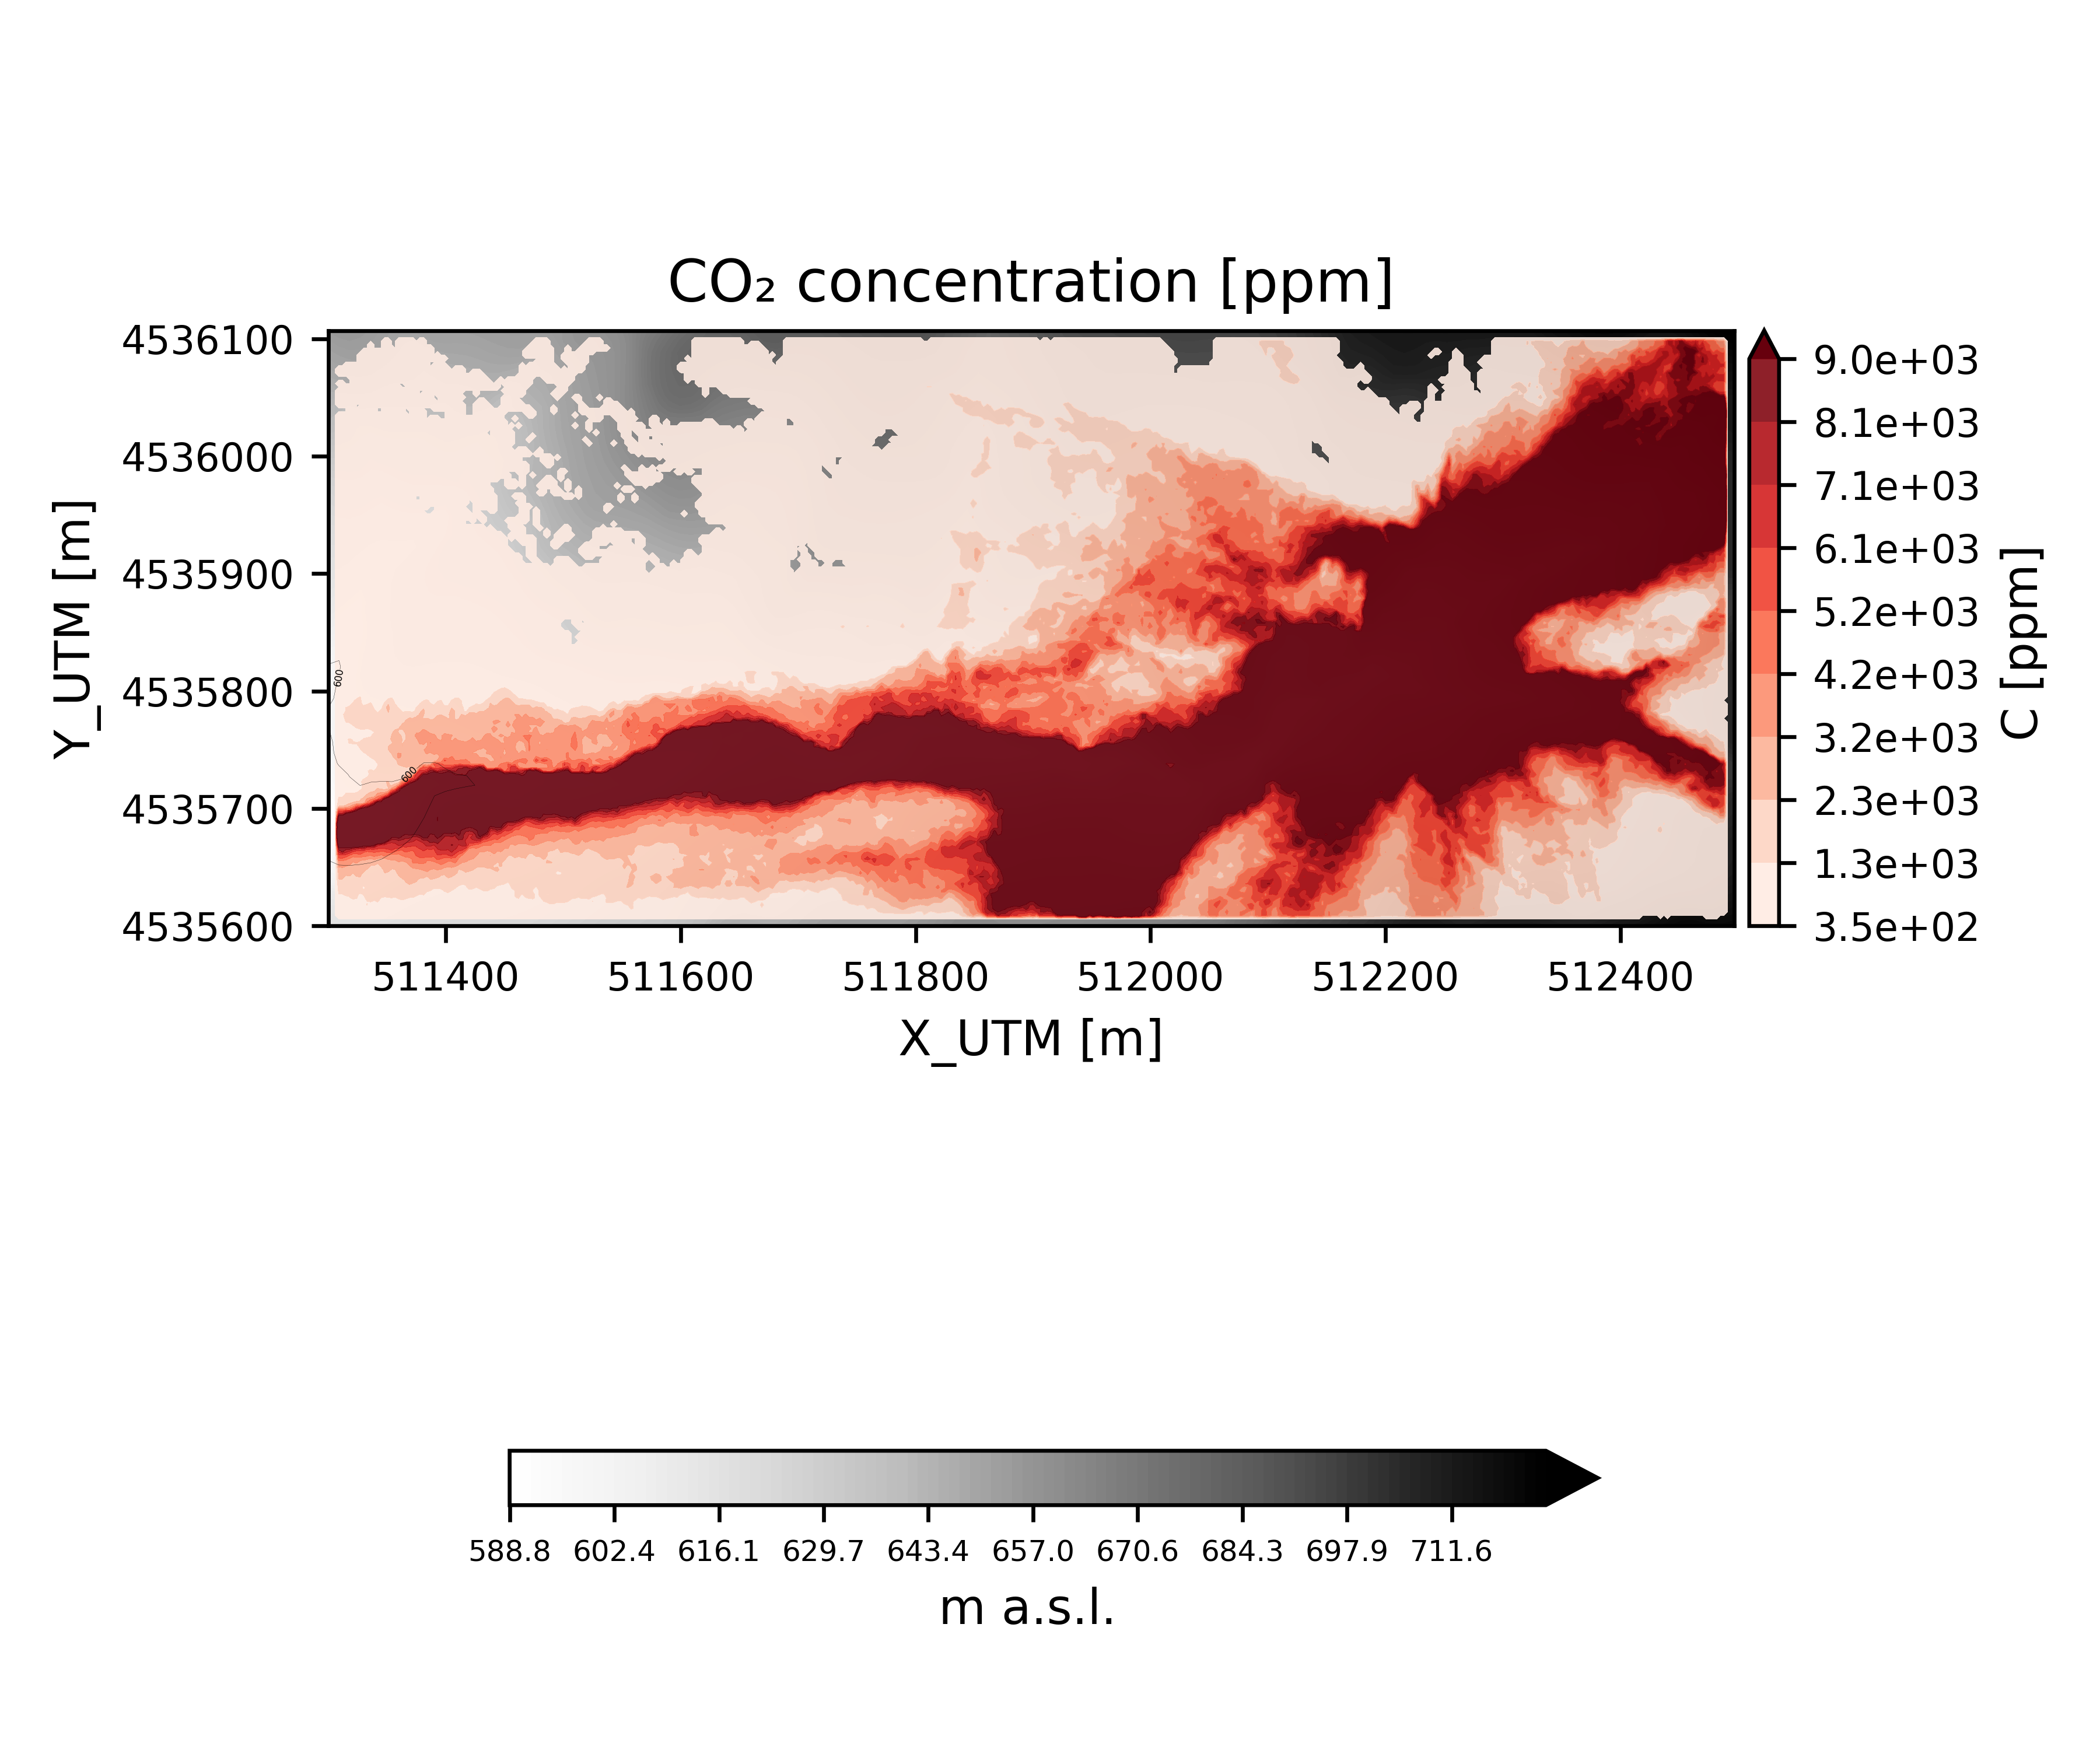 CO₂ concentration [ppm]
4536100
4536000
4535900
4535800
4535700
4535600
Y_UTM [m]
600
600
511400 511600 511800 512000 512200 512400
X_UTM [m]
9.0e+03
8.1e+03
7.1e+03
6.1e+03
5.2e+03
4.2e+03
3.2e+03
2.3e+03
1.3e+03
3.5e+02
C [ppm]
588.8 602.4 616.1 629.7 643.4 657.0 670.6 684.3 697.9 711.6
m a.s.l.